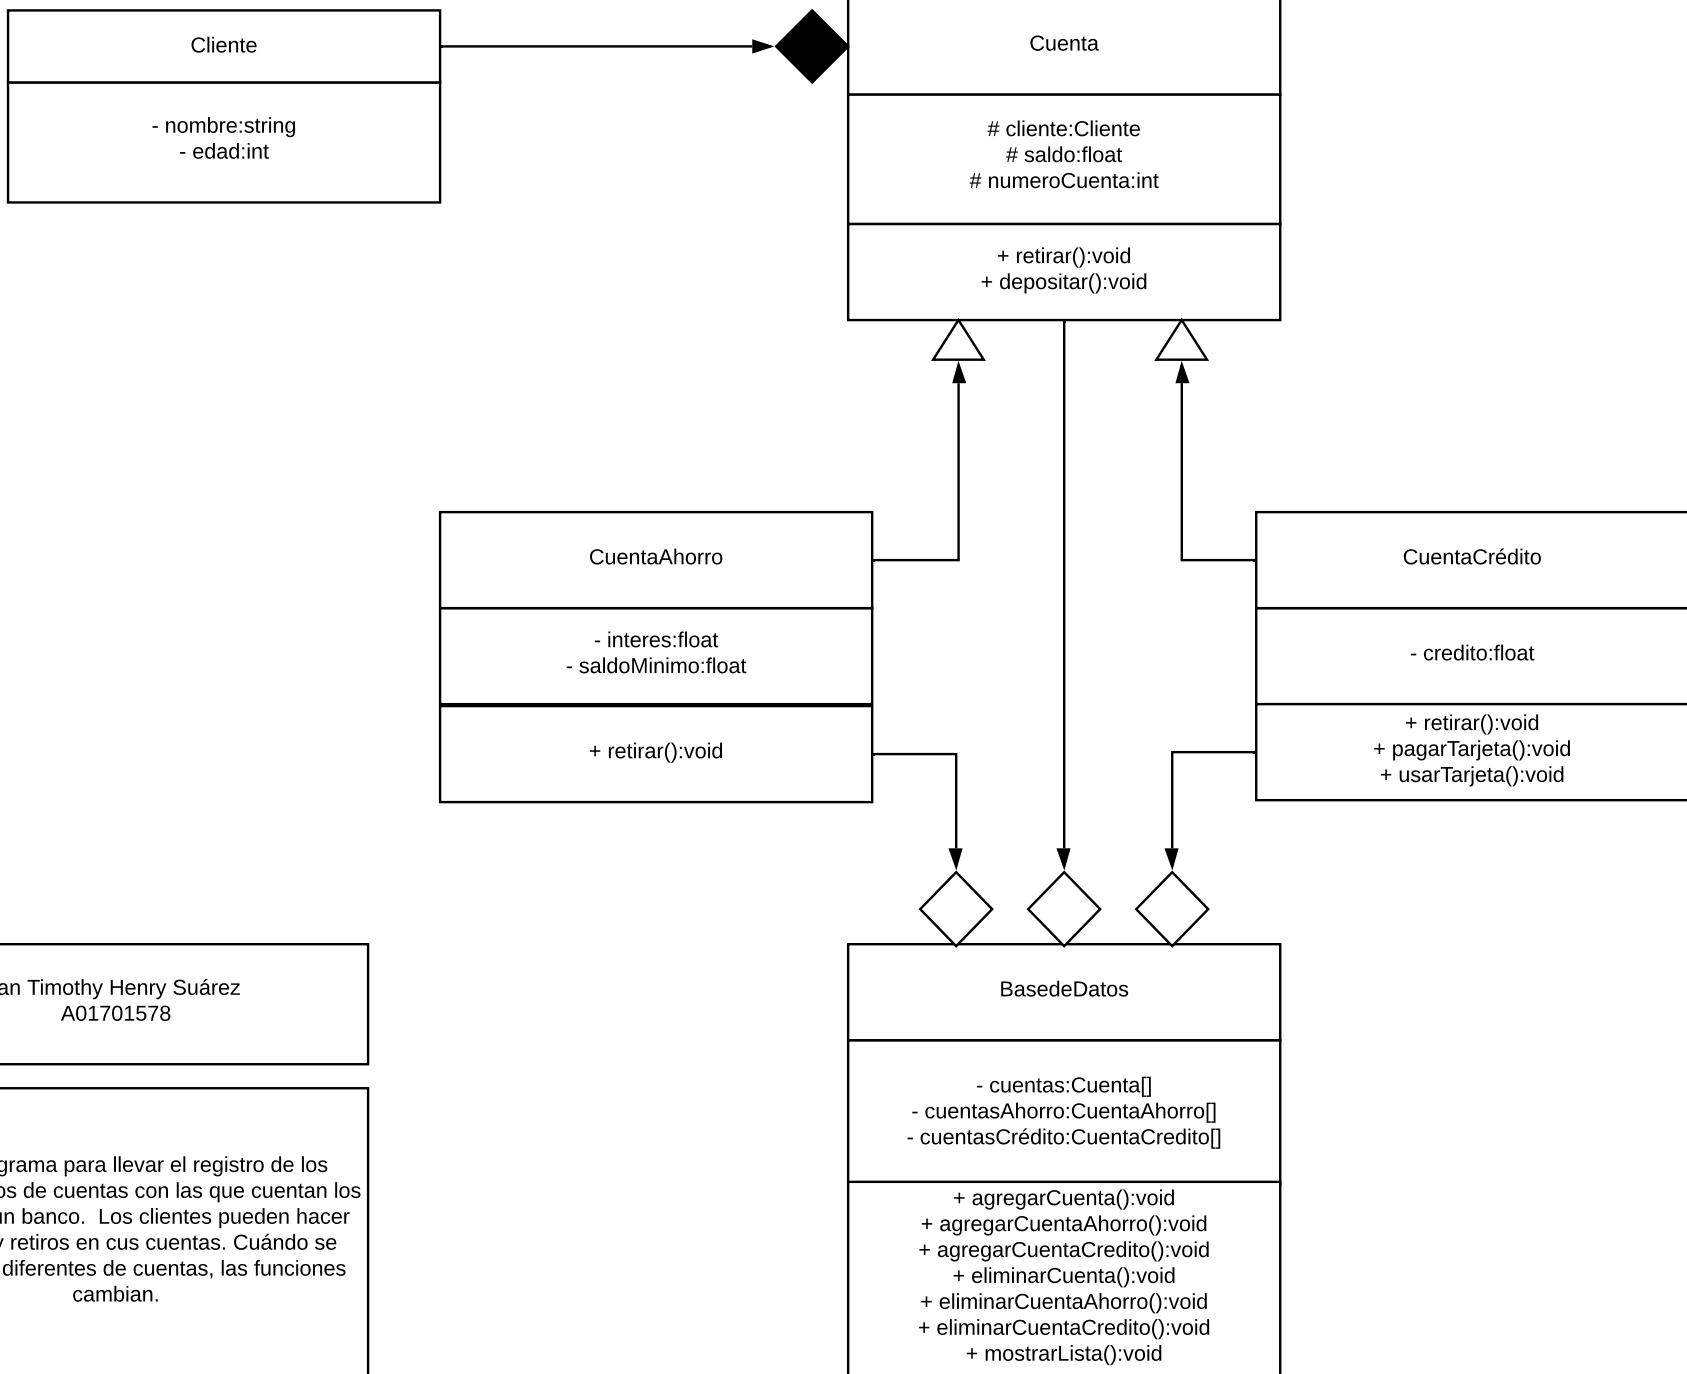 Cliente
- nombre:string
- edad:int
Cuenta
# cliente:Cliente
# saldo:float
# numeroCuenta:int
+ retirar():void
+ depositar():void
CuentaAhorro
- interes:float
- saldoMinimo:float
+ retirar():void
CuentaCrédito
- credito:float
+ retirar():void
+ pagarTarjeta():void
+ usarTarjeta():void
Timothy Henry Suárez
A01701578
para llevar el registro de los
de cuentas con las que cuentan los
banco.  Los clientes pueden hacer
y retiros en cus cuentas. Cuándo se
diferentes de cuentas, las funciones
cambian.
BasedeDatos
- cuentas:Cuenta[]
- cuentasAhorro:CuentaAhorro[]
- cuentasCrédito:CuentaCredito[]
+ agregarCuenta():void
+ agregarCuentaAhorro():void
+ agregarCuentaCredito():void
+ eliminarCuenta():void
+ eliminarCuentaAhorro():void
+ eliminarCuentaCredito():void
+ mostrarLista():void